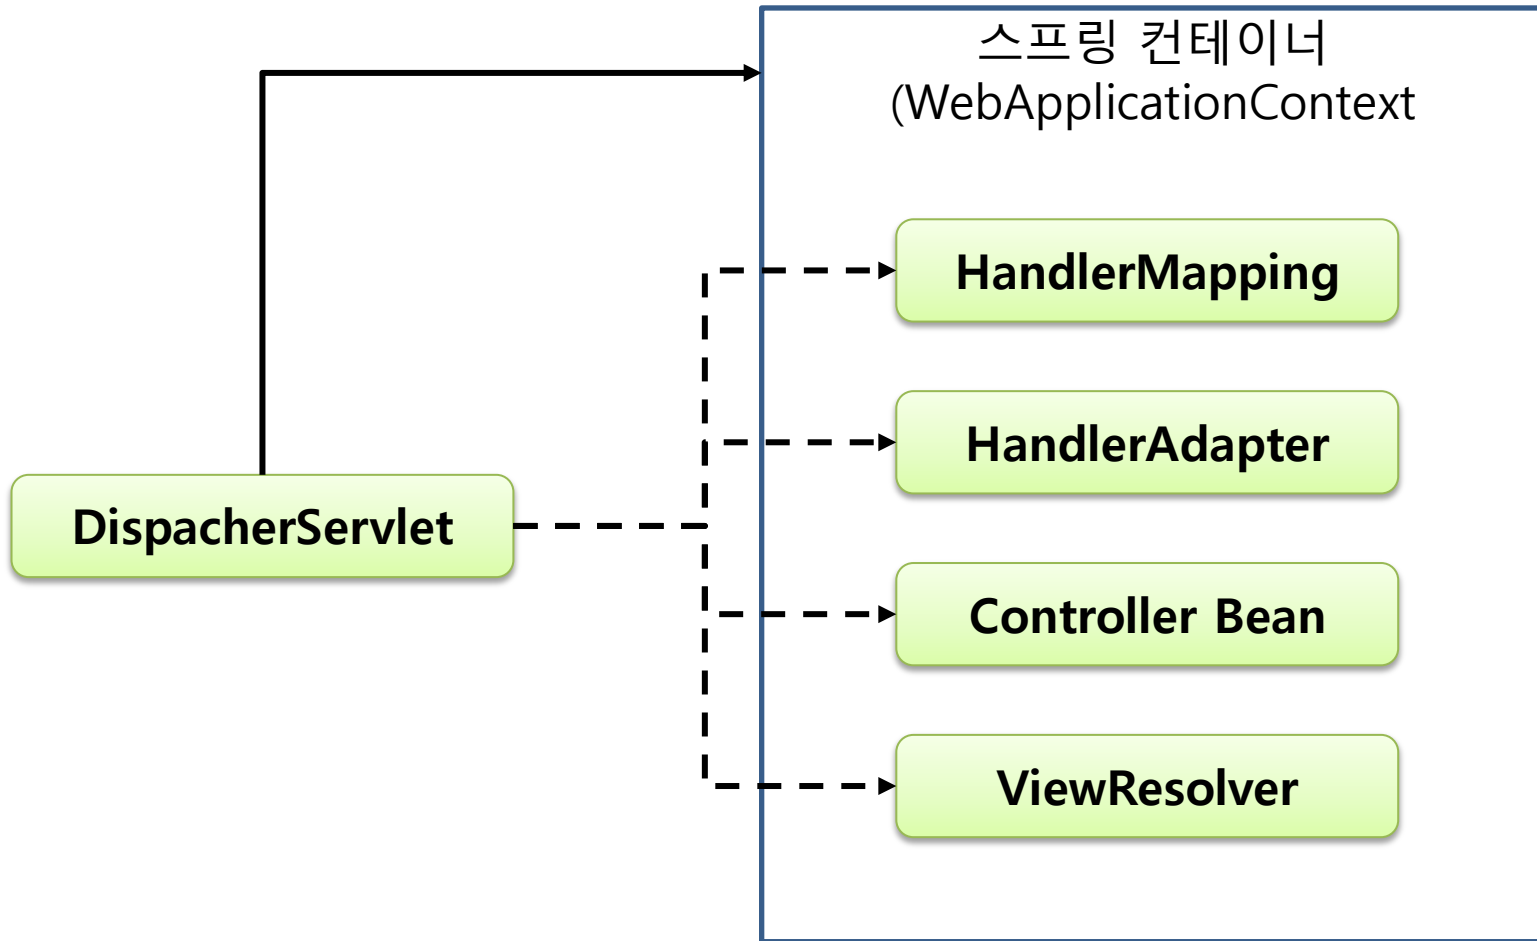 스프링 컨테이너
(WebApplicationContext
HandlerMapping
HandlerAdapter
DispacherServlet
Controller Bean
ViewResolver